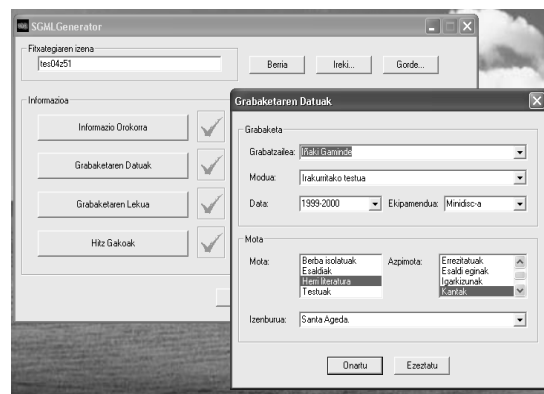 SGMLGenerator
Fitxategiaren izena
tes04z51
Berria
Ireki...
Gorde...
Informazioa
Informazio Orokorra
Grabaketaren Datuak
Grabaketaren Lekua
Hitz Gakoak
Grabaketaren Datuak
Grabaketa
Grabatzailea: Iñaki Gaminde
Modua: Irakurritako testua
Data: 1999-2000 Ekipamendua: Minidisc-a
Mota
Mota: Berba isolatuak Azpimota: Errezitatuak
Esaldiak Esaldi eginak
Herri literatura Igarkizunak
Testuak Kantak
Izenburua: Santa Ageda.
Onartu Ezeztatu